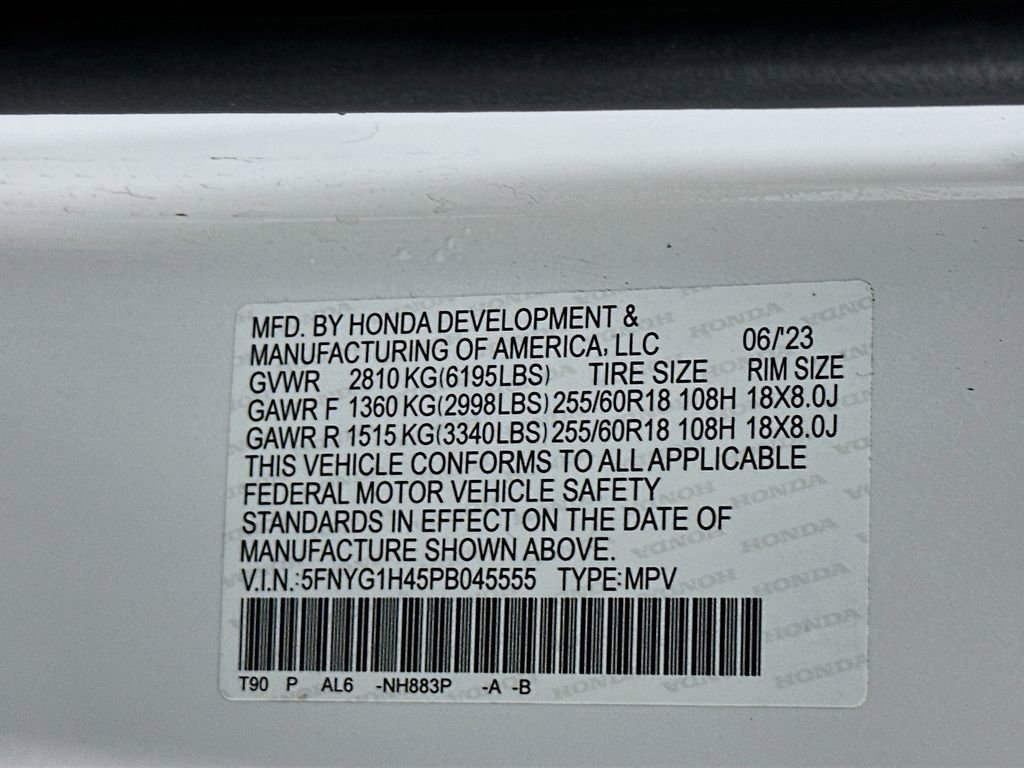 MFD. BY HONDA DEVELOPMENT &
MANUFACTURING OF AMERICA, LLC 06/'23
GVWR 2810 KG(6195LBS) TIRE SIZE RIM SIZE
GAWR F 1360 KG(2998LBS) 255/60R18 108H 18X8.0J
GAWR R 1515 KG(3340LBS) 255/60R18 108H 18X8.0J
THIS VEHICLE CONFORMS TO ALL APPLICABLE
FEDERAL MOTOR VEHICLE SAFETY
STANDARDS IN EFFECT ON THE DATE OF
MANUFACTURE SHOWN ABOVE.
V.I.N.:5FNYG1H45PB045555 TYPE:MPV
T90 P AL6 -NH883P -A -B